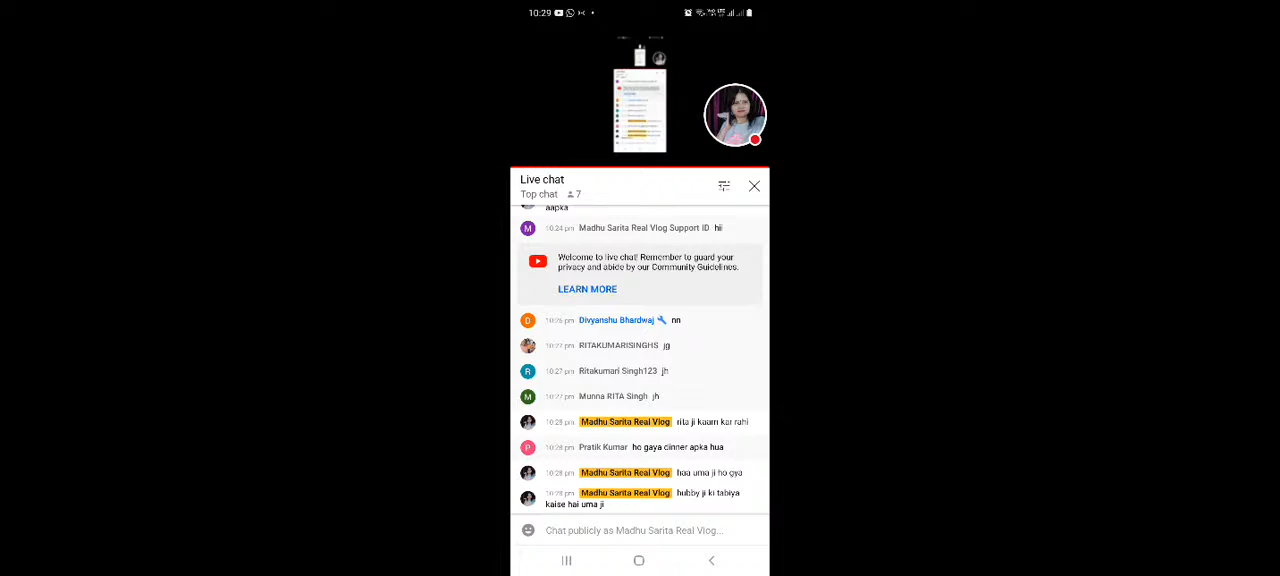 10:29
Live chat
Top chat 7
aapka
M 10:24 pm Madhu Sarita Real Vlog Support ID hii
Welcome to live chat! Remember to guard your
privacy and abide by our Community Guidelines.
LEARN MORE
D 10:26 pm Divyanshu Bhardwaj nn
10:27 pm RITAKUMARISINGHS jg
R 10:27 pm Ritakumari Singh123 jh
M 10:27 pm Munna RITA Singh jh
10:28 pm Madhu Sarita Real Vlog rita ji kaam kar rahi
P 10:28 pm Pratik Kumar ho gaya dinner apka hua
10:28 pm Madhu Sarita Real Vlog haa uma ji ho gya
10:28 pm Madhu Sarita Real Vlog hubby ji ki tabiya
kaise hai uma ji
Chat publicly as Madhu Sarita Real Vlog...